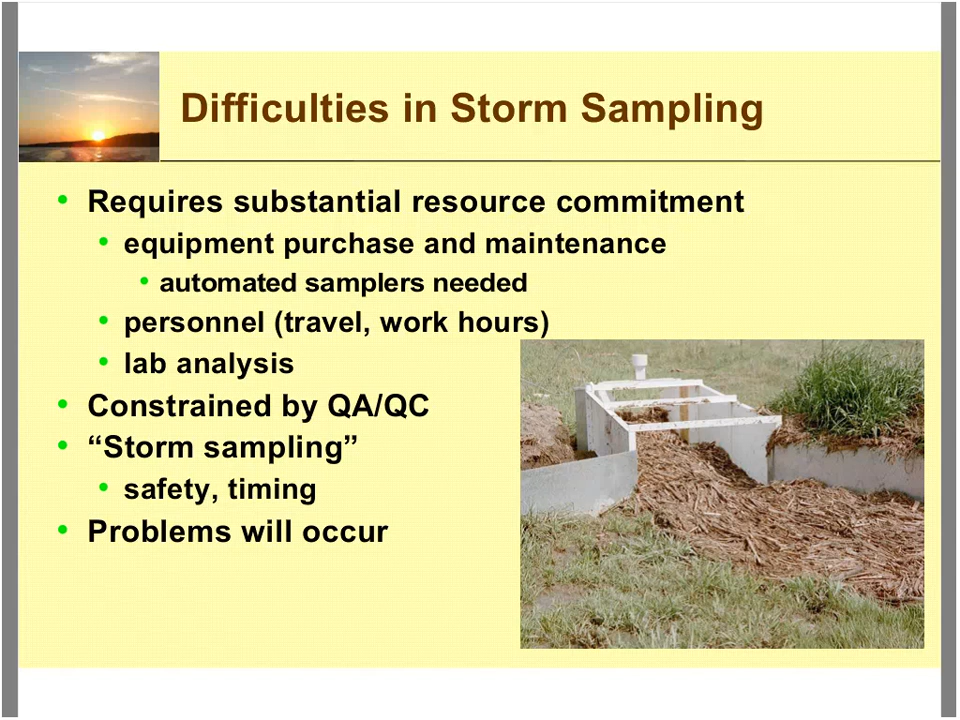 Difficulties in Storm Sampling
• Requires substantial resource commitment
• equipment purchase and maintenance
• automated samplers needed
• personnel (travel, work hours)
• lab analysis
• Constrained by QA/QC
• “Storm sampling”
• safety, timing
• Problems will occur